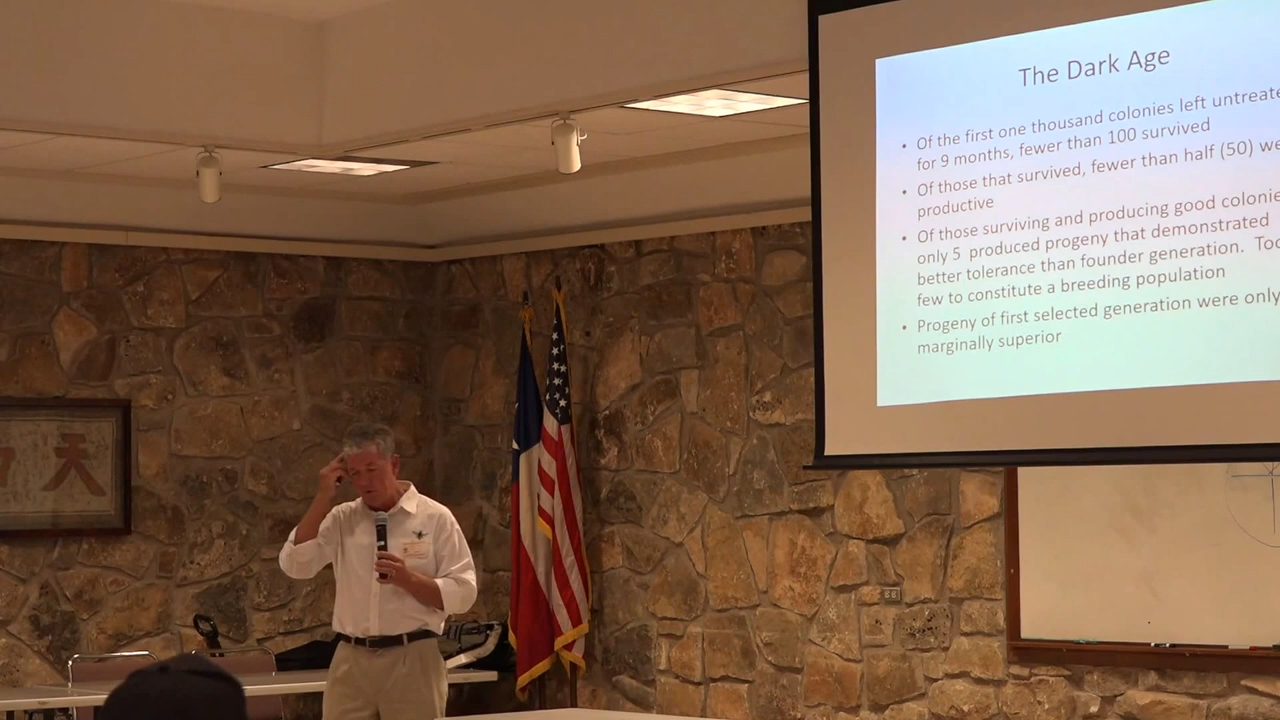 The Dark Age
• Of the first one thousand colonies left untreate
for 9 months, fewer than 100 survived
• Of those that survived, fewer than half (50) we
productive
• Of those surviving and producing good colonie
only 5 produced progeny that demonstrated
better tolerance than founder generation. Too
few to constitute a breeding population
• Progeny of first selected generation were only
marginally superior
天